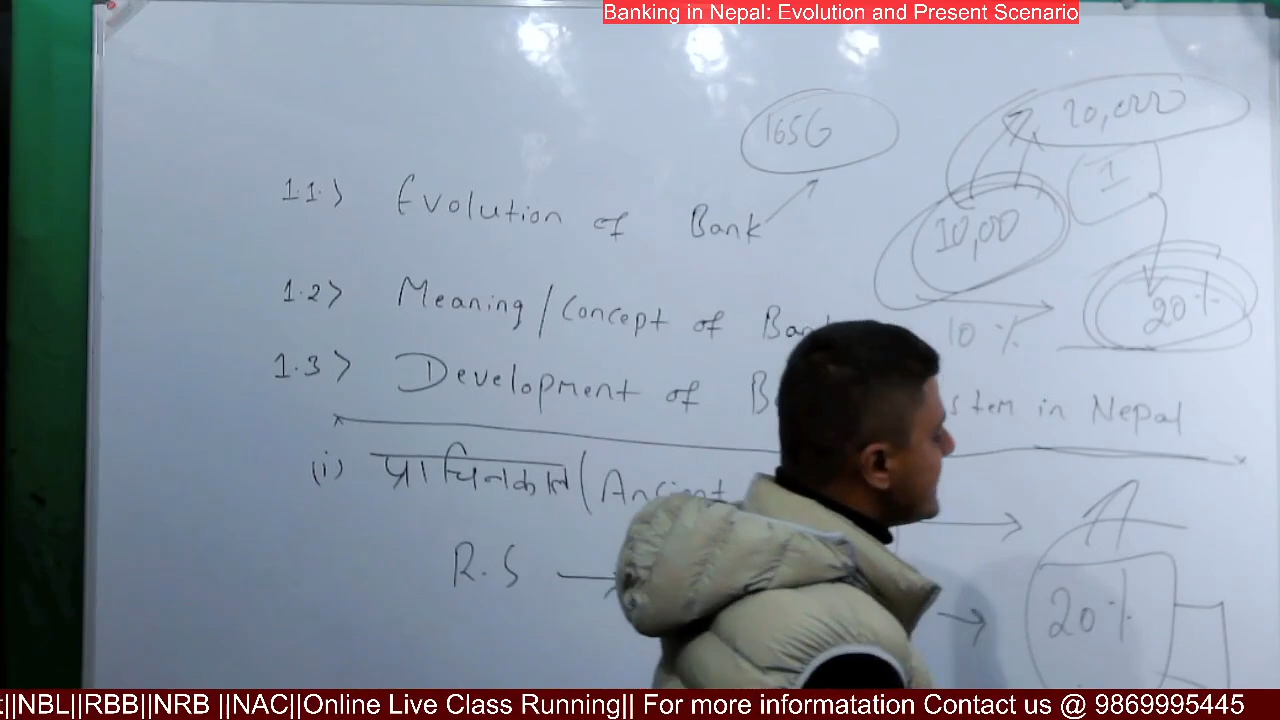 Banking in Nepal: Evolution and Present Scenario
1656
20,000
1.1> Evolution of Bank
10,00
1
20%
1.2> Meaning/Concept of
10%
1.3> Development of
in Nepal
(i) प्राचिनकाल (Ancient
A
R.S
20%
||NBL||RBB||NRB ||NAC||Online Live Class Running|| For more informatation Contact us @ 9869995445